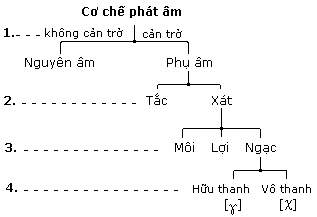 Cơ chế phát âm
1. không cản trở cản trở
Nguyên âm Phụ âm
2. Tắc Xát
3. Môi Lợi Ngạc
4. Hữu thanh Vô thanh
[ɣ] [χ]